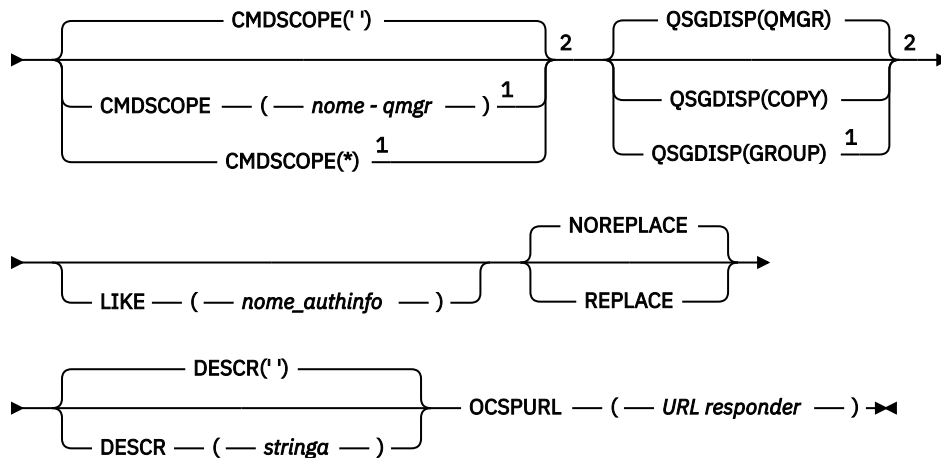 CMDSCOPE(' ')
2
CMDSCOPE ( nome - qmgr ) 1
CMDSCOPE(*) 1
QSGDISP(QMGR)
2
QSGDISP(COPY)
QSGDISP(GROUP) 1
LIKE ( nome_authinfo )
NOREPLACE
REPLACE
DESCR(' ')
DESCR ( stringa )
OCSPURL ( URL responder )